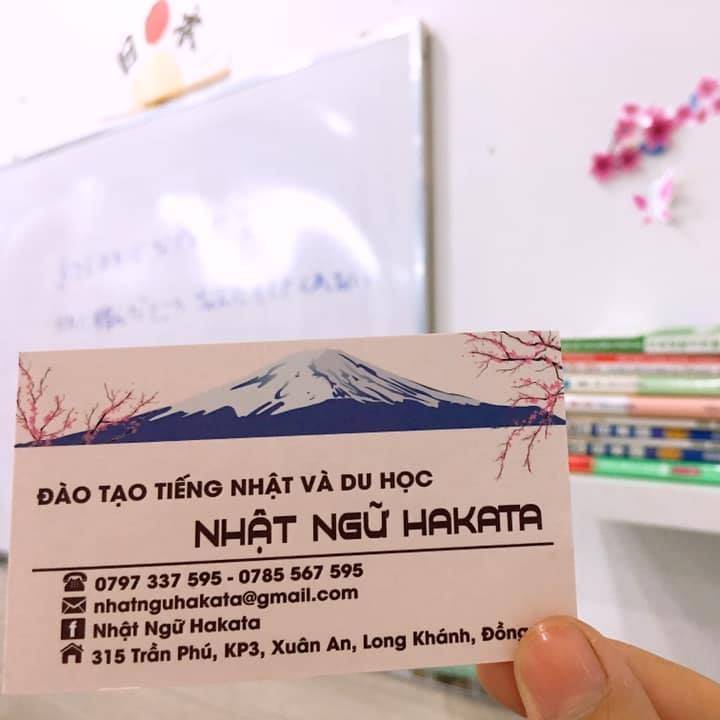 ĐÀO TẠO TIẾNG NHẬT VÀ DU HỌC
NHẬT NGỮ HAKATA
0797 337 595 - 0785 567 595
nhatnguhakata@gmail.com
Nhật Ngữ Hakata
315 Trần Phú, KP3, Xuân An, Long Khánh, Đồng